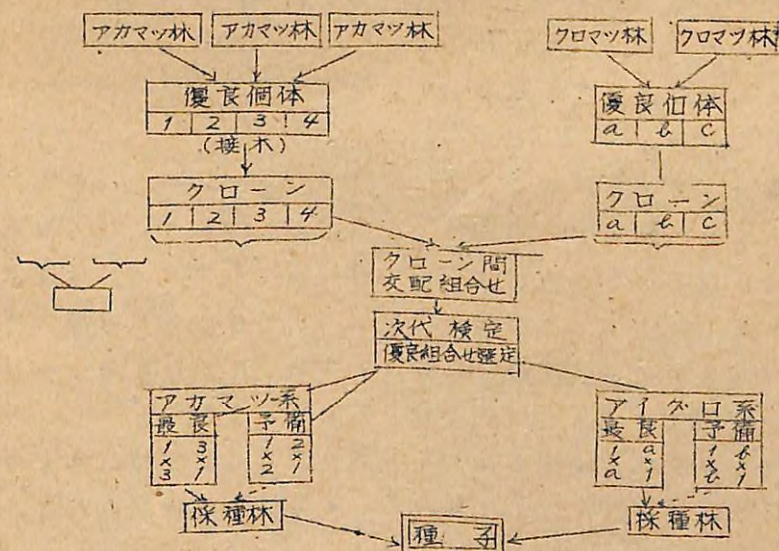 アカマツ林 アカマツ林 アカマツ林 クロマツ林 クロマツ林
優良個体 優良個体
1 2 3 4 a b c
(接木)
クローン クローン
1 2 3 4 a b c
クローン間
交配組合せ
次代検定
優良組合せ選定
アカマツ系 アイグロ系
最良 予備 最良 予備
1 3 1 2 1 a 1 b
× × × × × × × ×
3 1 2 1 a 1 b 1
採種林 種子 採種林